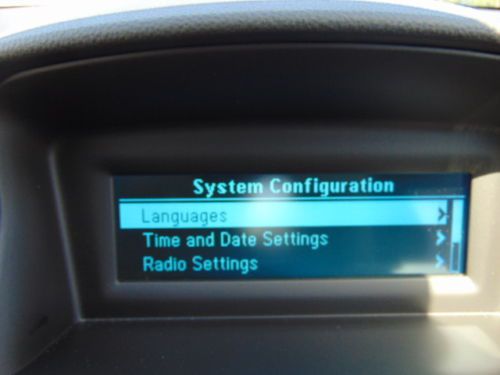 System Configuration
Languages
Time and Date Settings
Radio Settings